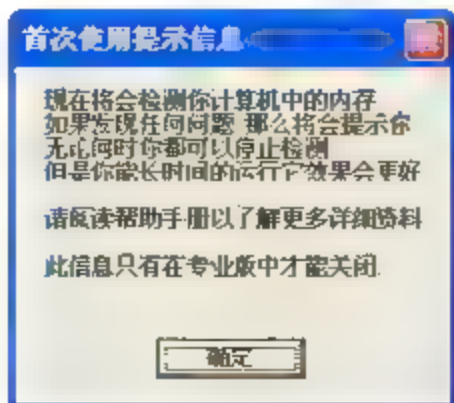 首次使用提示信息
现在将会检测你计算机中的内存
如果发现任何问题 那么将会提示你
无论何时你都可以停止检测
但是你能长时间的运行它效果会更好
请阅读帮助手册以了解更多详细资料
此信息只有在专业版中才能关闭.
确定